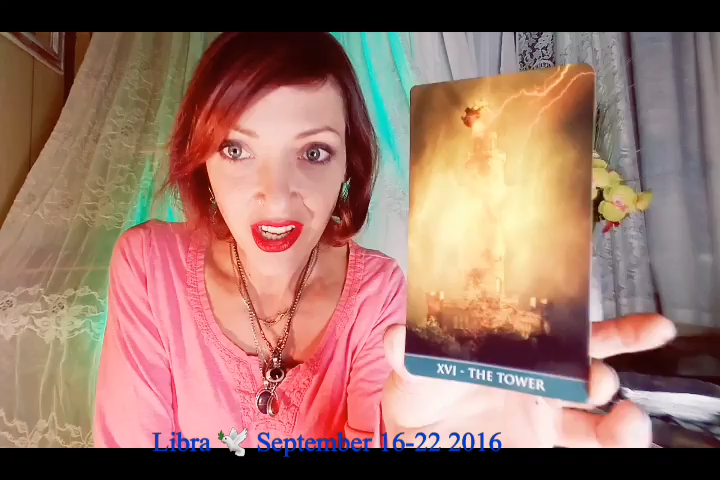 XVI - THE TOWER
Libra 🕊 September 16-22 2016